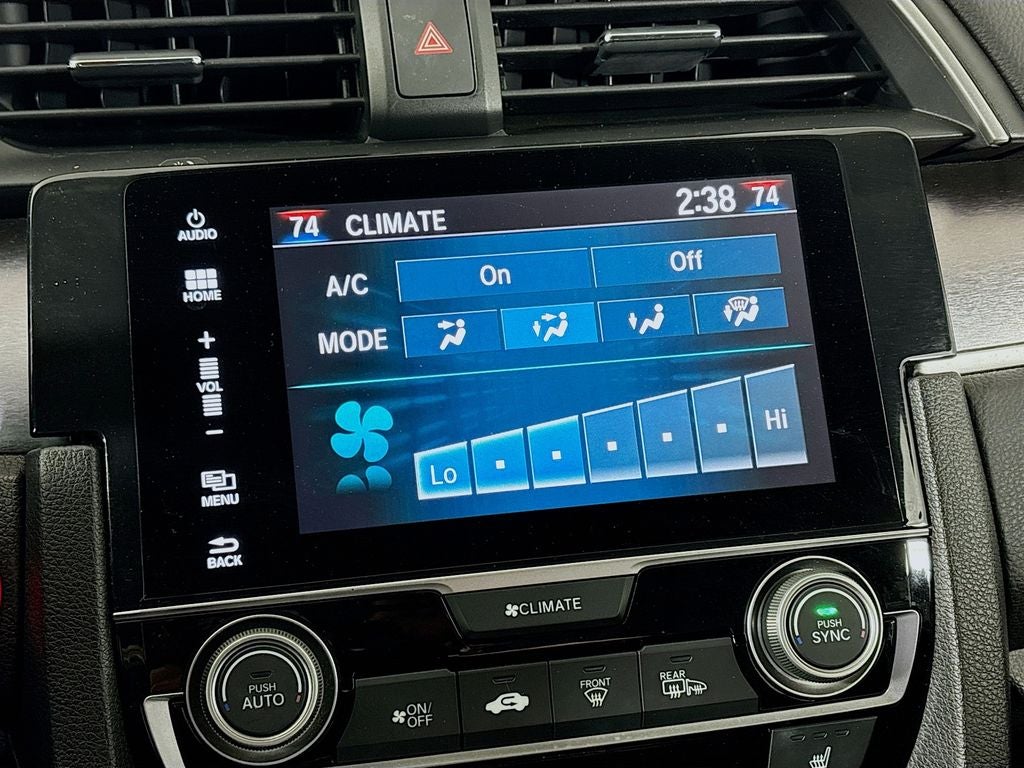 AUDIO
HOME
+
VOL
−
MENU
BACK
74 CLIMATE 2:38 74
A/C On Off
MODE
Lo Hi
CLIMATE
PUSH
AUTO
ON/
OFF
FRONT
REAR
PUSH
SYNC